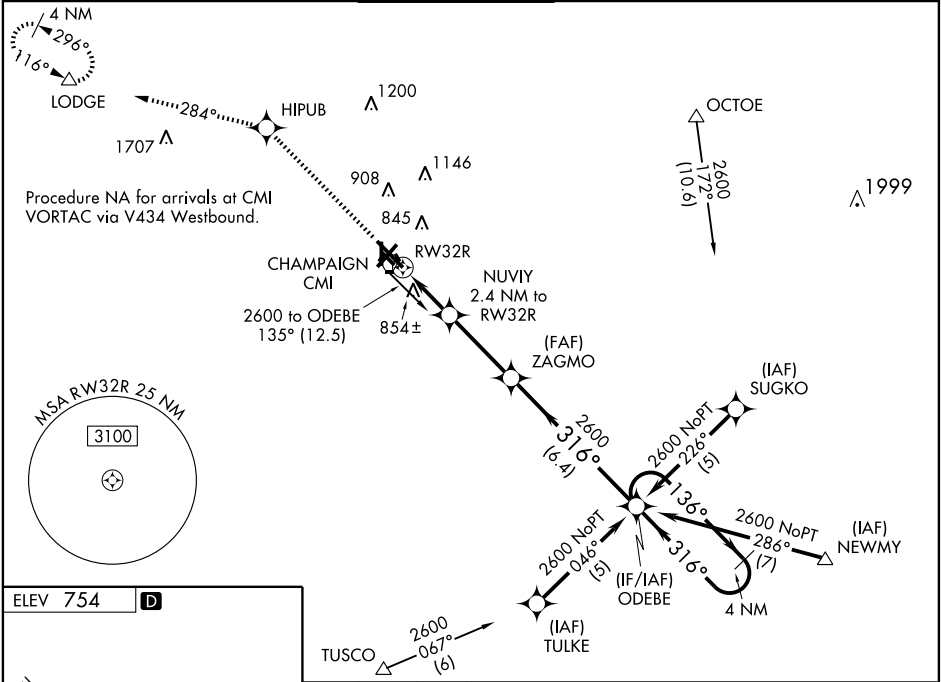 4 NM
296°
116°
LODGE
284°
HIPUB
1200
1707
OCTOE
2600
172°
(10.6)
1999
908
1146
845
Procedure NA for arrivals at CMI
VORTAC via V434 Westbound.
RW32R
CHAMPAIGN
CMI
NUVIY
2.4 NM to
RW32R
2600 to ODEBE
135° (12.5)
854±
(FAF)
ZAGMO
(IAF)
SUGKO
MSA RW32R 25 NM
3100
2600
316°
(6.4)
2600 NoPT
226°
(5)
136°
2600 NoPT
286°
(7)
(IAF)
NEWMY
2600 NoPT
046°
(5)
316°
(IF/IAF)
ODEBE
4 NM
ELEV 754 D
(IAF)
TULKE
TUSCO
2600
067°
(6)